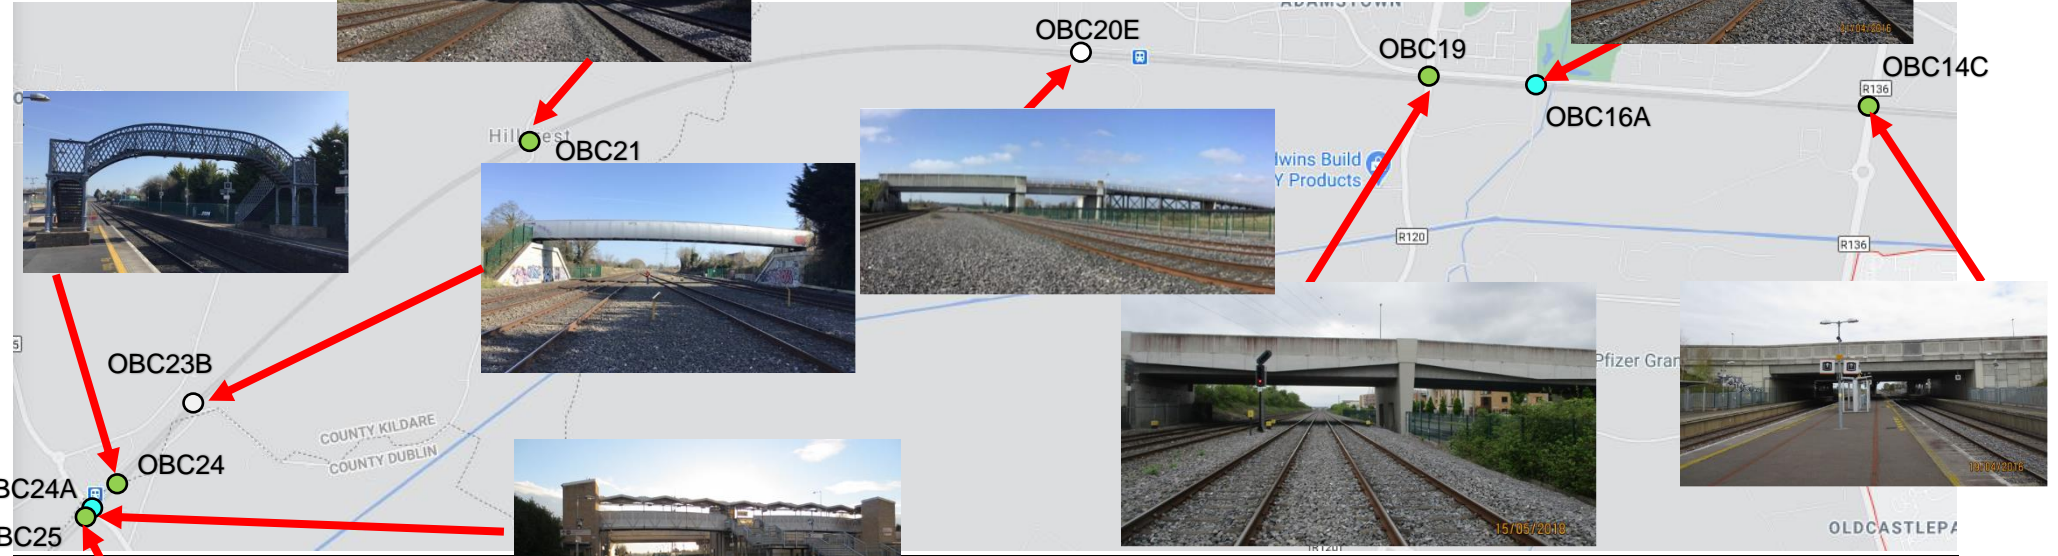 ADAMSTOWN
OBC20E
OBC19
OBC14C
R136
OBC16A
Hillcrest
OBC21
lwins Build
Y Products
R120
R136
OBC23B
COUNTY KILDARE
COUNTY DUBLIN
Pfizer Gran
OBC24
BC24A
BC25
15/05/2018
OLDCASTLEPA